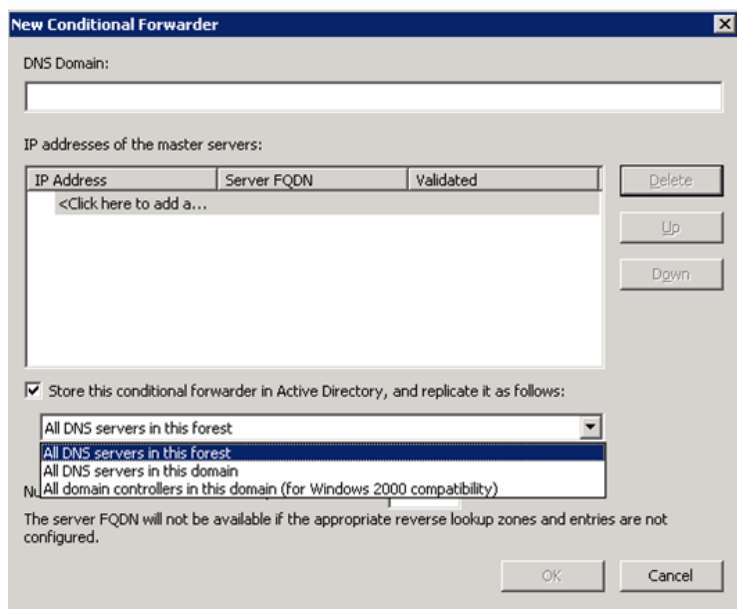 New Conditional Forwarder
DNS Domain:
IP addresses of the master servers:
IP Address Server FQDN Validated
<Click here to add a...
Delete
Up
Down
Store this conditional forwarder in Active Directory, and replicate it as follows:
All DNS servers in this forest
All DNS servers in this forest
All DNS servers in this domain
All domain controllers in this domain (for Windows 2000 compatibility)
The server FQDN will not be available if the appropriate reverse lookup zones and entries are not
configured.
OK Cancel